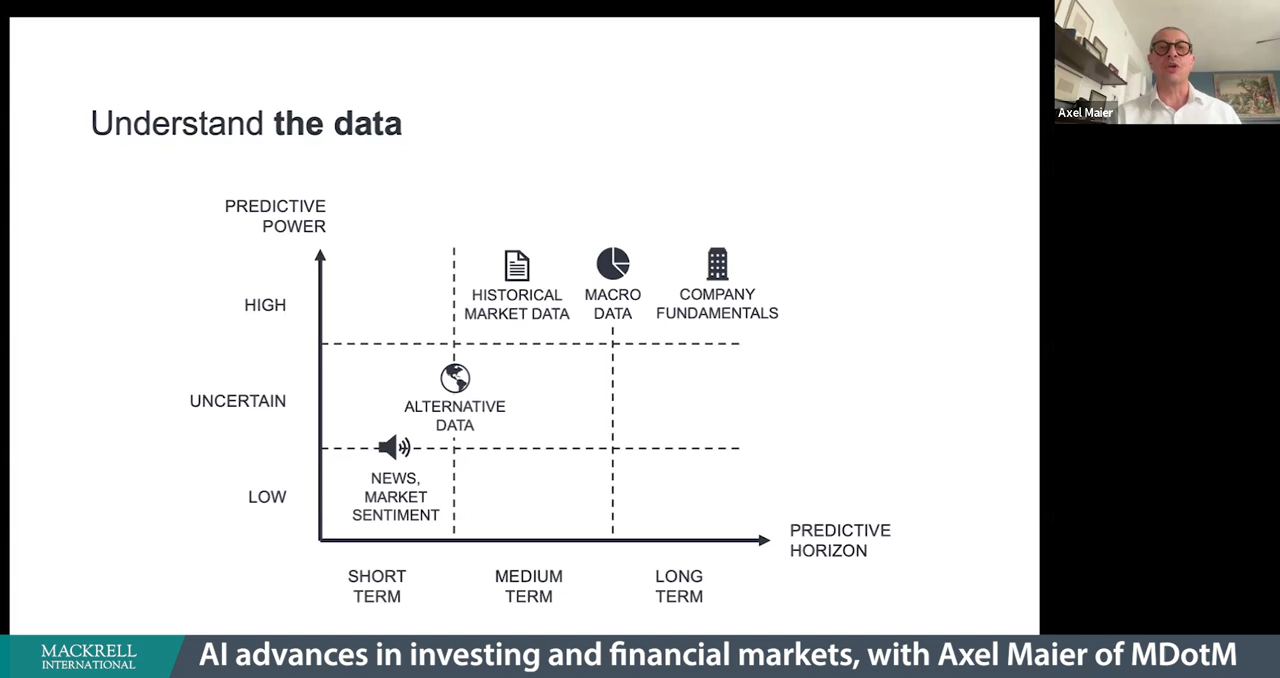 Understand the data
PREDICTIVE
POWER
HIGH
HISTORICAL
MARKET DATA
MACRO
DATA
COMPANY
FUNDAMENTALS
UNCERTAIN
ALTERNATIVE
DATA
LOW
NEWS,
MARKET
SENTIMENT
PREDICTIVE
HORIZON
SHORT
TERM
MEDIUM
TERM
LONG
TERM
Axel Maier
MACKRELL
INTERNATIONAL
AI advances in investing and financial markets, with Axel Maier of MDotM